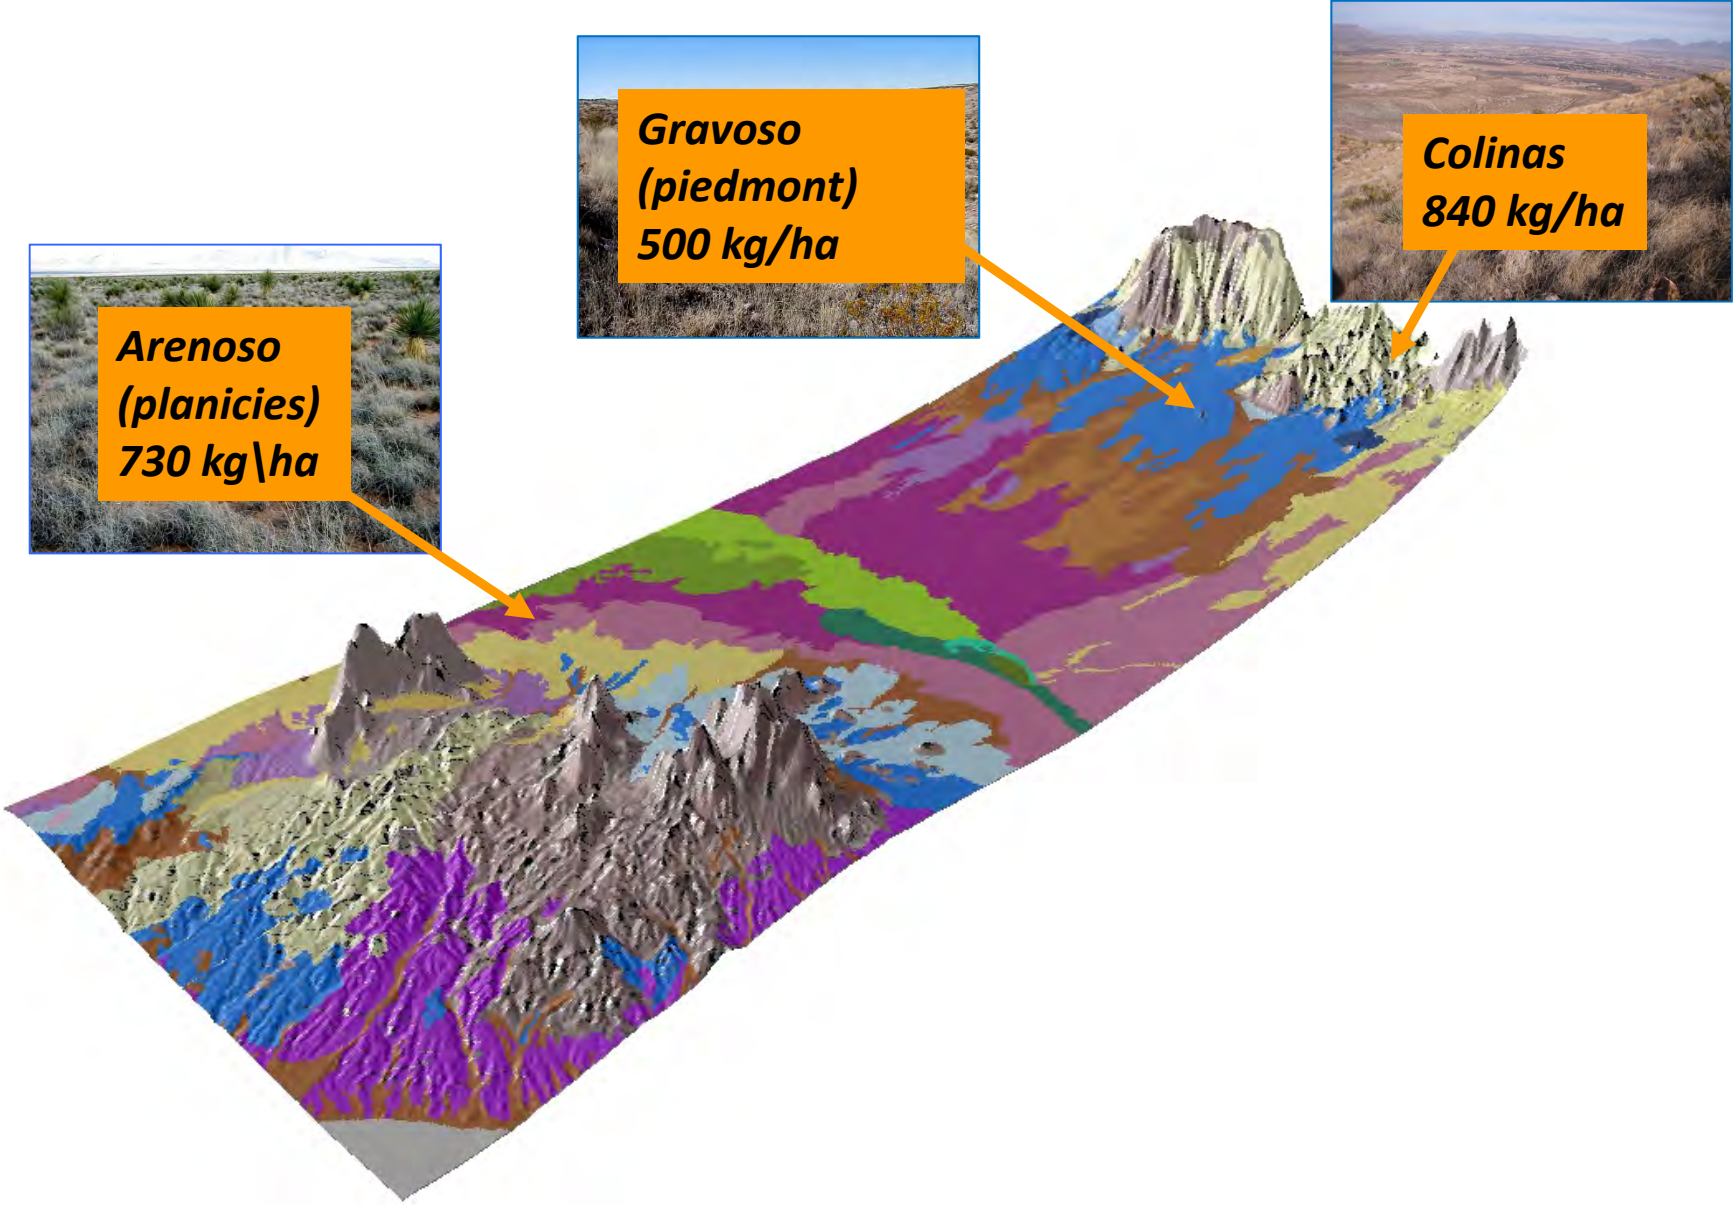 Arenoso
(planicies)
730 kg\ha
Gravoso
(piedmont)
500 kg/ha
Colinas
840 kg/ha